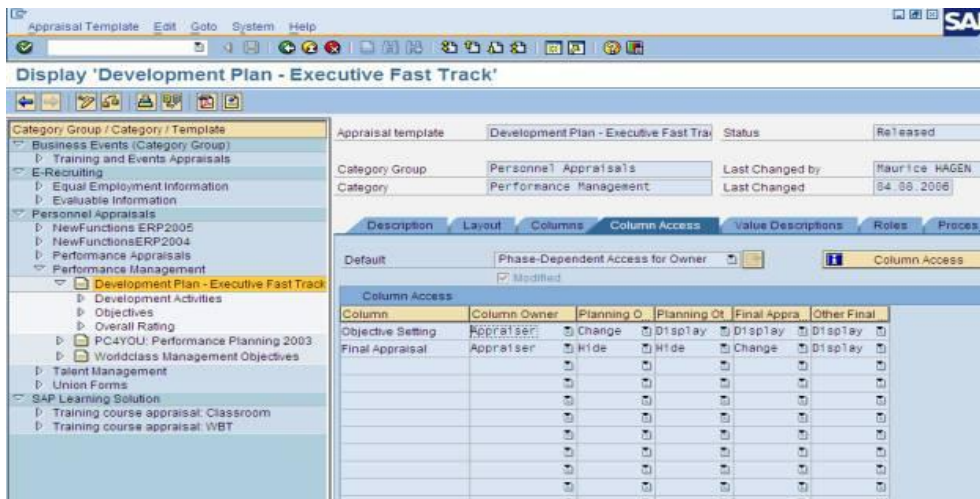 Appraisal Template Edit Goto System Help
SA
Display 'Development Plan - Executive Fast Track'
Category Group / Category / Template
Business Events (Category Group)
Training and Events Appraisals
E-Recruiting
Equal Employment Information
Evaluable Information
Personnel Appraisals
NewFunctions ERP2005
NewFunctionsERP2004
Performance Appraisals
Performance Management
Development Plan - Executive Fast Track
Development Activities
Objectives
Overall Rating
PC4YOU: Performance Planning 2003
Worldclass Management Objectives
Talent Management
Union Forms
SAP Learning Solution
Training course appraisal: Classroom
Training course appraisal: WBT
Appraisal template Development Plan - Executive Fast Tra Status Released
Category Group Personnel Appraisals Last Changed by Maurice HAGEN
Category Performance Management Last Changed 04.08.2006
Description Layout Columns Column Access Value Descriptions Roles Proces
Default Phase-Dependent Access for Owner Column Access
Modified
Column Access
Column Column Owner Planning O Planning Ot Final Appra Other Final
Objective Setting Appraiser Change Display Display Display
Final Appraisal Appraiser Hide Hide Change Display